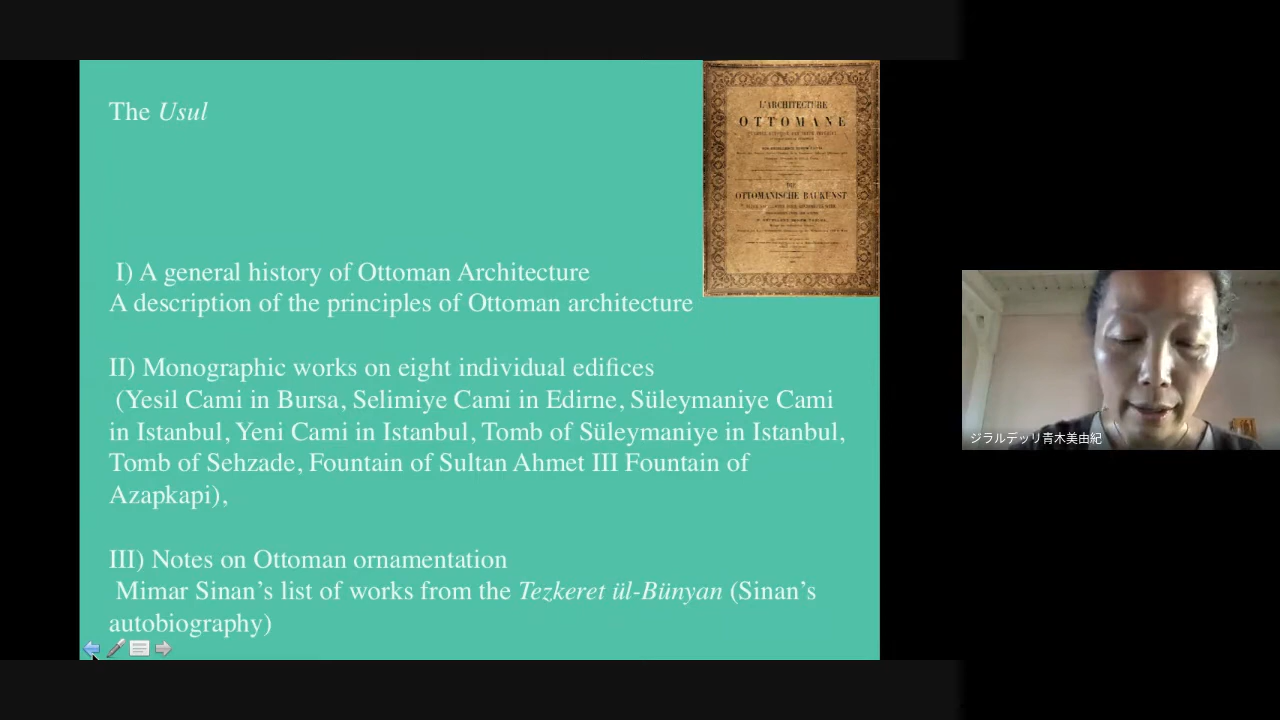 The Usul
L'ARCHITECTURE
OTTOMANE
DIE
OTTOMANISCHE BAUKUNST
I) A general history of Ottoman Architecture
A description of the principles of Ottoman architecture
II) Monographic works on eight individual edifices
(Yesil Cami in Bursa, Selimiye Cami in Edirne, Süleymaniye Cami
in Istanbul, Yeni Cami in Istanbul, Tomb of Süleymaniye in Istanbul,
Tomb of Sehzade, Fountain of Sultan Ahmet III Fountain of
Azapkapi),
III) Notes on Ottoman ornamentation
Mimar Sinan's list of works from the Tezkeret ül-Bünyan (Sinan's
autobiography)
ジラルデッリ青木美由紀